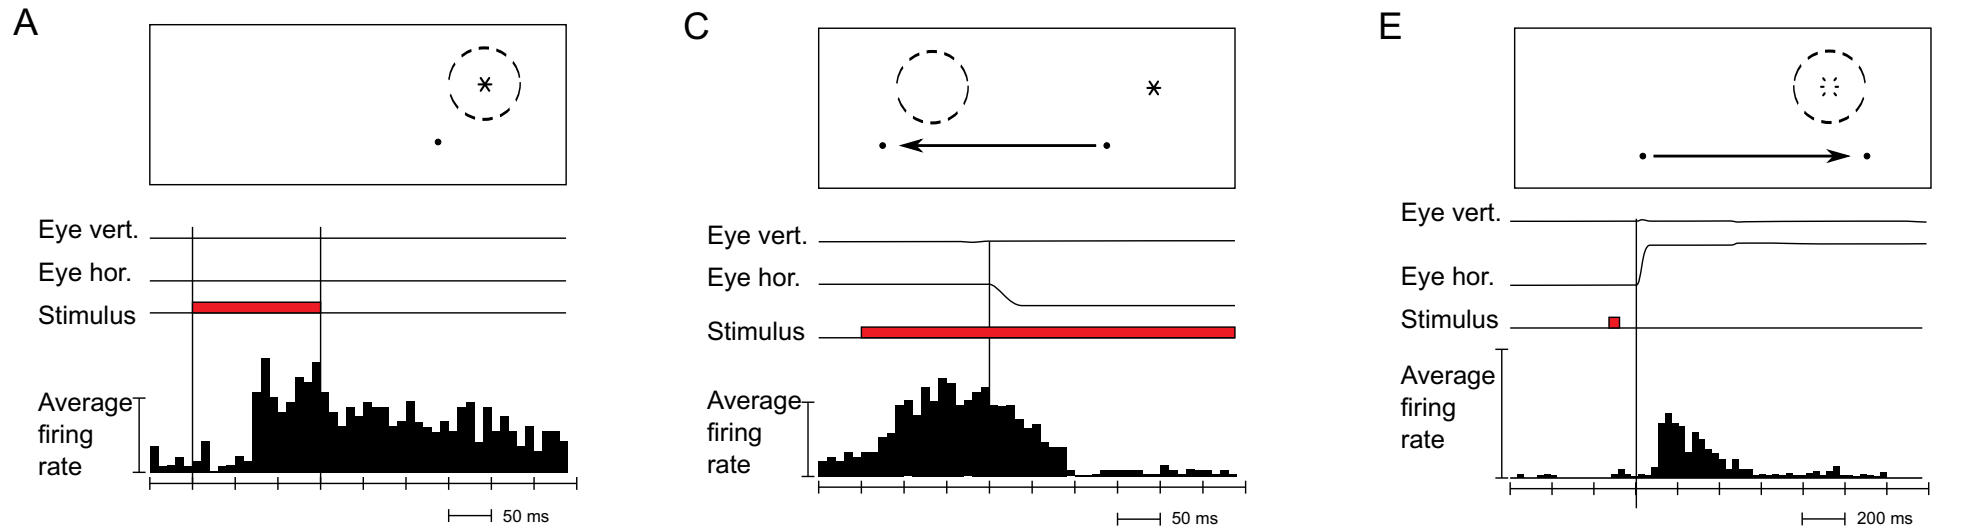 A
Eye vert.
Eye hor.
Stimulus
Average
firing
rate
50 ms
C
Eye vert.
Eye hor.
Stimulus
Average
firing
rate
50 ms
E
Eye vert.
Eye hor.
Stimulus
Average
firing
rate
200 ms